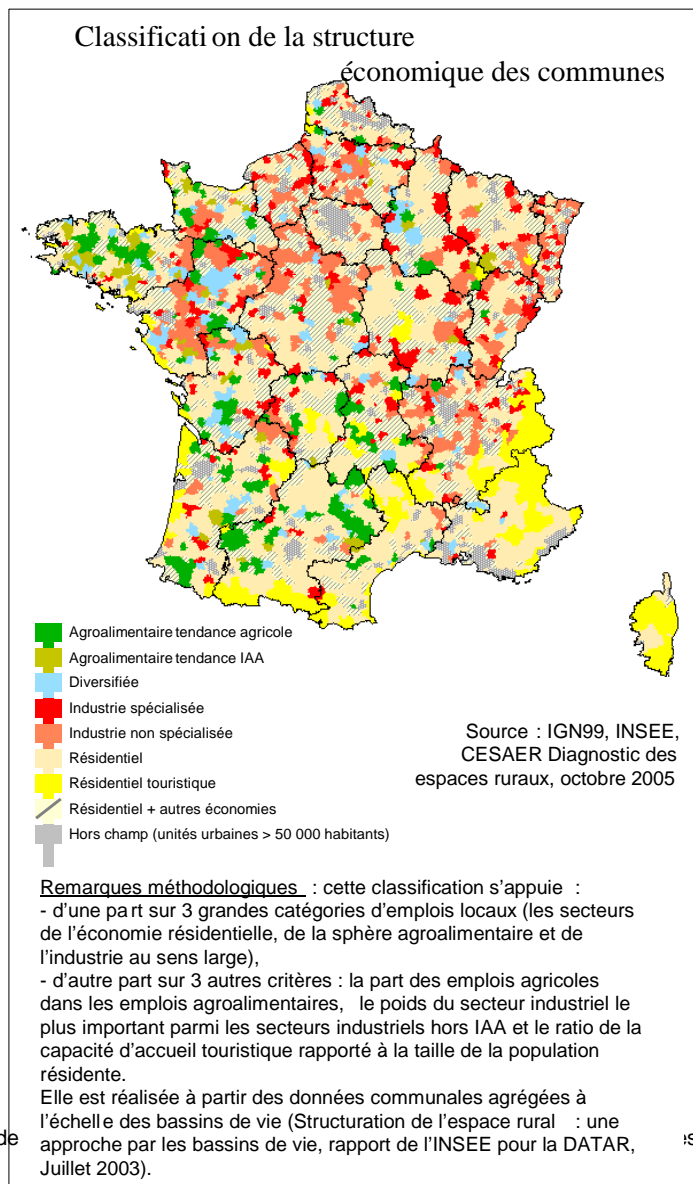 Classification de la structure
économique des communes
Agroalimentaire tendance agricole
Agroalimentaire tendance IAA
Diversifiée
Industrie spécialisée
Industrie non spécialisée
Résidentiel
Résidentiel touristique
Résidentiel + autres économies
Hors champ (unités urbaines > 50 000 habitants)
Source : IGN99, INSEE,
CESAER Diagnostic des
espaces ruraux, octobre 2005
Remarques méthodologiques : cette classification s’appuie :
- d’une part sur 3 grandes catégories d’emplois locaux (les secteurs
de l’économie résidentielle, de la sphère agroalimentaire et de
l’industrie au sens large),
- d’autre part sur 3 autres critères : la part des emplois agricoles
dans les emplois agroalimentaires, le poids du secteur industriel le
plus important parmi les secteurs industriels hors IAA et le ratio de la
capacité d’accueil touristique rapporté à la taille de la population
résidente.
Elle est réalisée à partir des données communales agrégées à
l’échelle des bassins de vie (Structuration de l’espace rural : une
approche par les bassins de vie, rapport de l’INSEE pour la DATAR,
Juillet 2003).